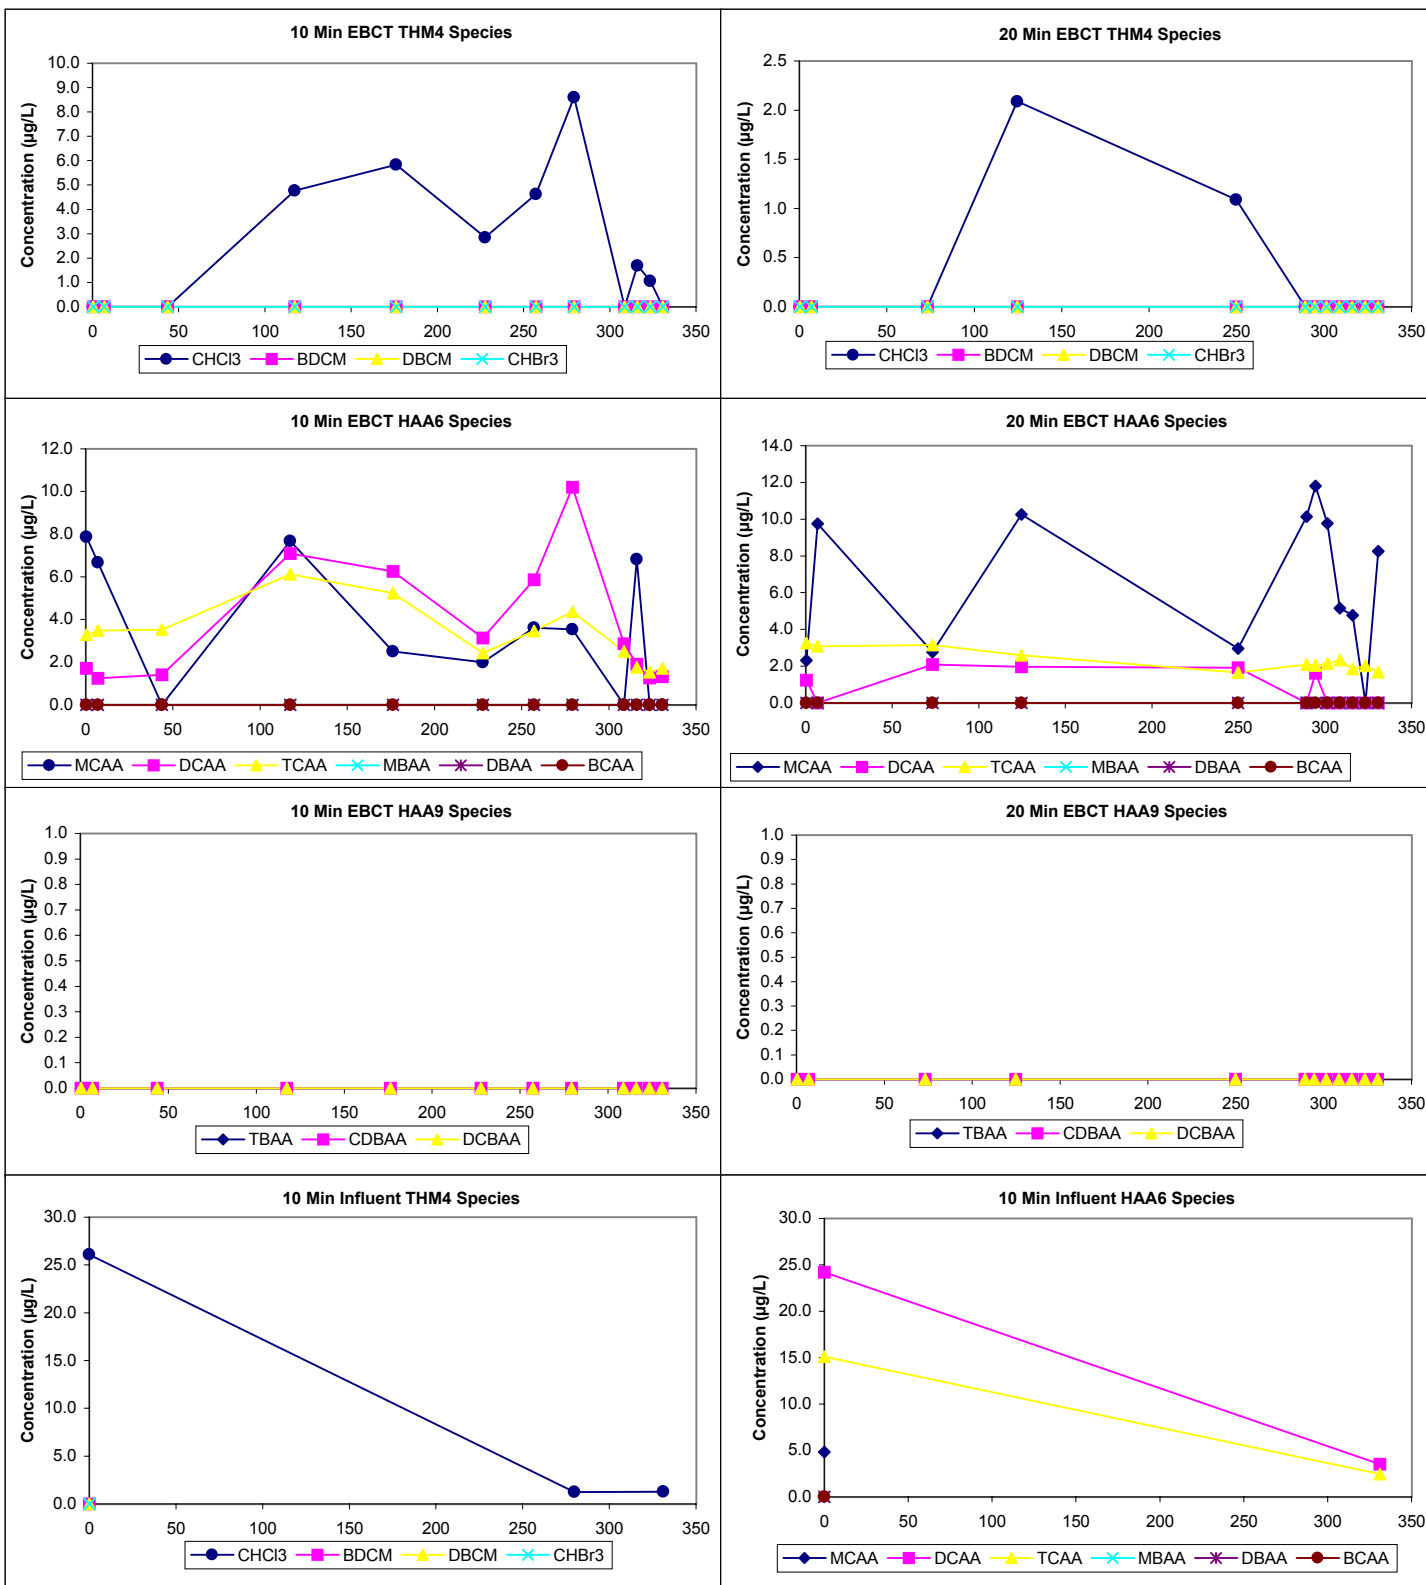 10 Min EBCT THM4 Species
Concentration (µg/L)
10.0
9.0
8.0
7.0
6.0
5.0
4.0
3.0
2.0
1.0
0.0
0 50 100 150 200 250 300 350
CHCl3 BDCM DBCM CHBr3
20 Min EBCT THM4 Species
Concentration (µg/L)
2.5
2.0
1.5
1.0
0.5
0.0
0 50 100 150 200 250 300 350
CHCl3 BDCM DBCM CHBr3
10 Min EBCT HAA6 Species
Concentration (µg/L)
12.0
10.0
8.0
6.0
4.0
2.0
0.0
0 50 100 150 200 250 300 350
MCAA DCAA TCAA MBAA DBAA BCAA
20 Min EBCT HAA6 Species
Concentration (µg/L)
14.0
12.0
10.0
8.0
6.0
4.0
2.0
0.0
0 50 100 150 200 250 300 350
MCAA DCAA TCAA MBAA DBAA BCAA
10 Min EBCT HAA9 Species
Concentration (µg/L)
1.0
0.9
0.8
0.7
0.6
0.5
0.4
0.3
0.2
0.1
0.0
0 50 100 150 200 250 300 350
TBAA CDBAA DCBAA
20 Min EBCT HAA9 Species
Concentration (µg/L)
1.0
0.9
0.8
0.7
0.6
0.5
0.4
0.3
0.2
0.1
0.0
0 50 100 150 200 250 300 350
TBAA CDBAA DCBAA
10 Min Influent THM4 Species
Concentration (µg/L)
30.0
25.0
20.0
15.0
10.0
5.0
0.0
0 50 100 150 200 250 300 350
CHCl3 BDCM DBCM CHBr3
10 Min Influent HAA6 Species
Concentration (µg/L)
30.0
25.0
20.0
15.0
10.0
5.0
0.0
0 50 100 150 200 250 300 350
MCAA DCAA TCAA MBAA DBAA BCAA